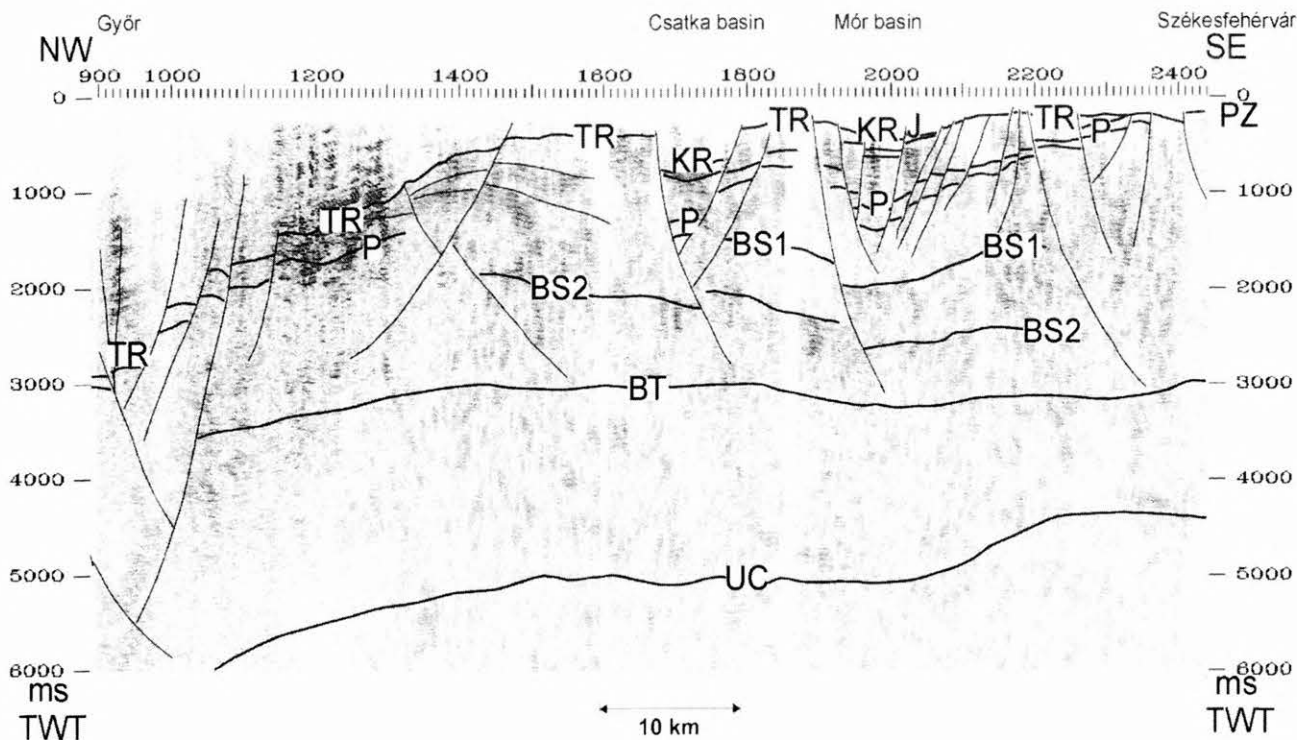 Győr Csatka basin Mór basin Székesfehérvár
NW SE
900 1000 1200 1400 1600 1800 2000 2200 2400
0 0
TR TR KR J TR P PZ
KR
1000 P 1000
TR P
P BS1 BS1
2000 BS2 2000
BS2
TR
3000 BT 3000
4000 4000
5000 UC 5000
6000 6000
ms ms
TWT 10 km TWT